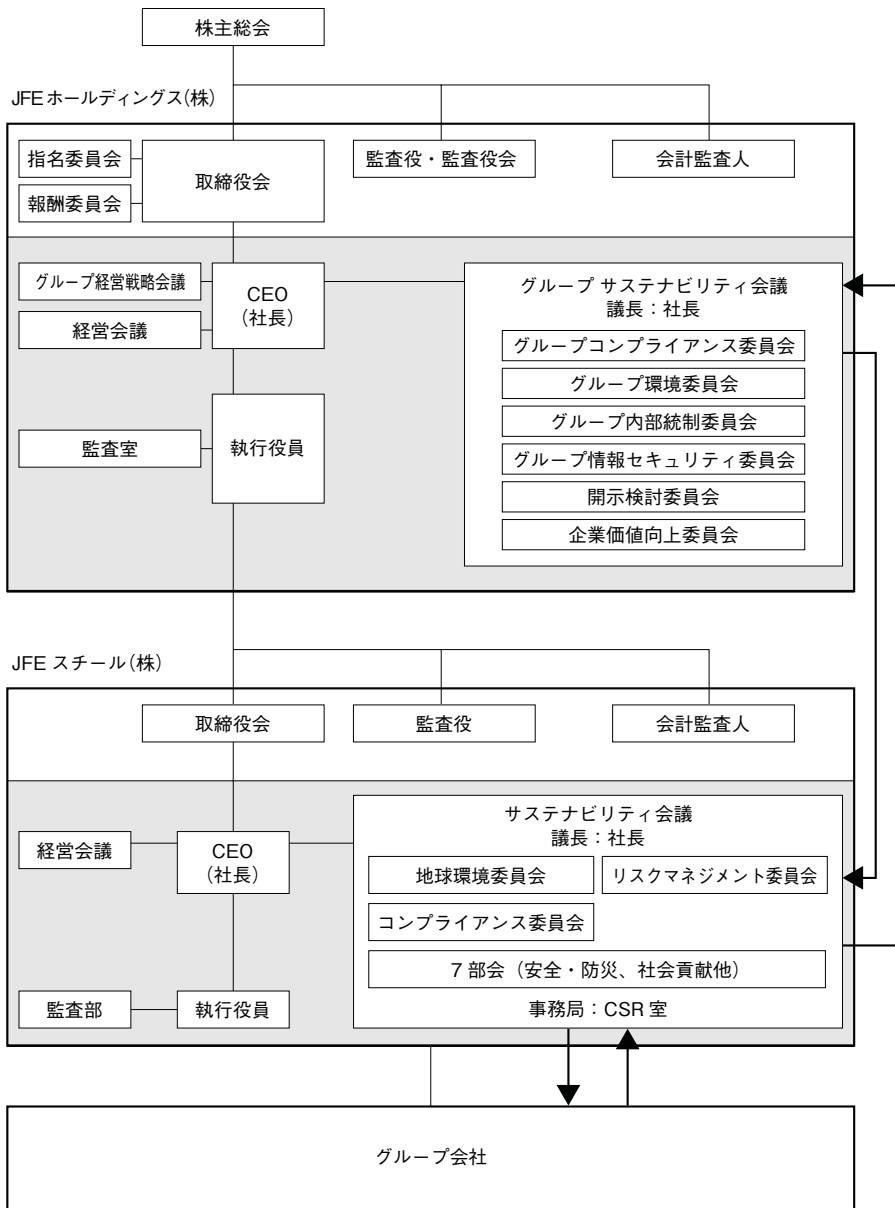 株主総会
JFEホールディングス(株)
指名委員会
報酬委員会
取締役会
監査役・監査役会
会計監査人
グループ経営戦略会議
経営会議
CEO
(社長)
監査室
執行役員
グループ サステナビリティ会議
議長:社長
グループコンプライアンス委員会
グループ環境委員会
グループ内部統制委員会
グループ情報セキュリティ委員会
開示検討委員会
企業価値向上委員会
JFE スチール(株)
取締役会
監査役
会計監査人
経営会議
CEO
(社長)
監査部
執行役員
サステナビリティ会議
議長:社長
地球環境委員会
リスクマネジメント委員会
コンプライアンス委員会
7 部会(安全・防災、社会貢献他)
事務局:CSR 室
グループ会社